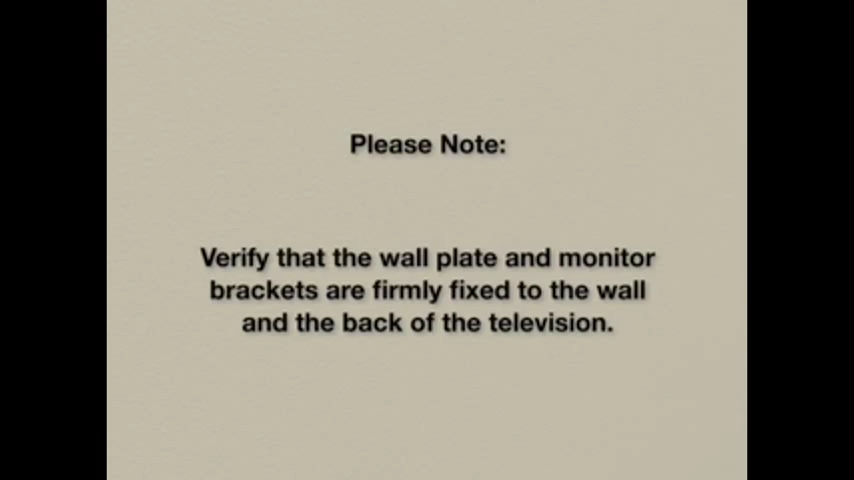 Please Note:
Verify that the wall plate and monitor
brackets are firmly fixed to the wall
and the back of the television.